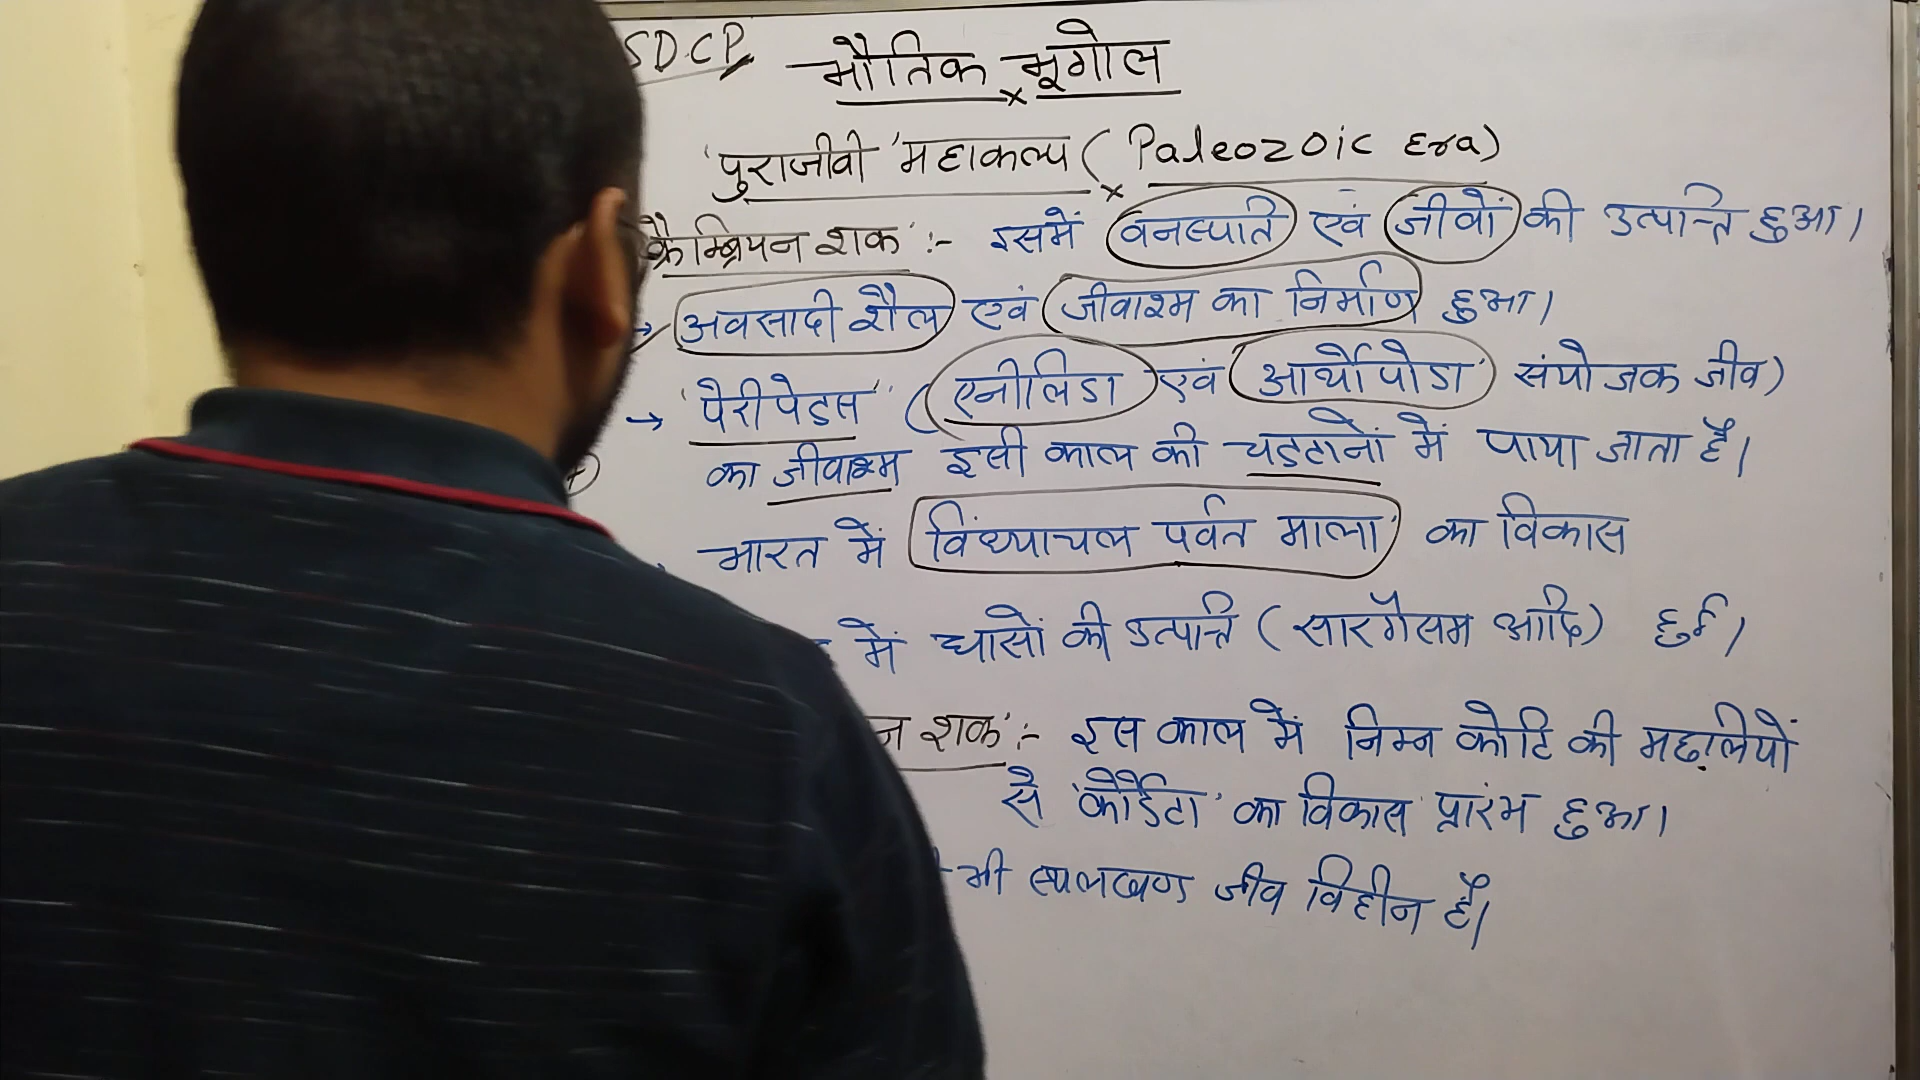 SDCP
भौतिक भूगोल
'पुराजीवी महाकल्प (Paleozoic Era)
कैम्ब्रियन शक':- इसमें वनस्पति एवं जीवों की उत्पत्ति हुआ।
→ अवसादी शैल एवं जीवाश्म का निर्माण हुआ।
→ 'पेरीपेटस' (एनीलिडा एवं आर्थोपोडा संयोजक जीव)
का जीवाश्म इसी काल की चट्टानों में पाया जाता है।
भारत में विंध्याचल पर्वत माला' का विकास
में घासों की उत्पत्ति (सारगैसम आदि) हुई।
न शक':- इस काल में निम्न कोटि की मछलियों
से 'कोर्डेटा' का विकास प्रारंभ हुआ।
भी स्थलखण्ड जीव विहीन है।